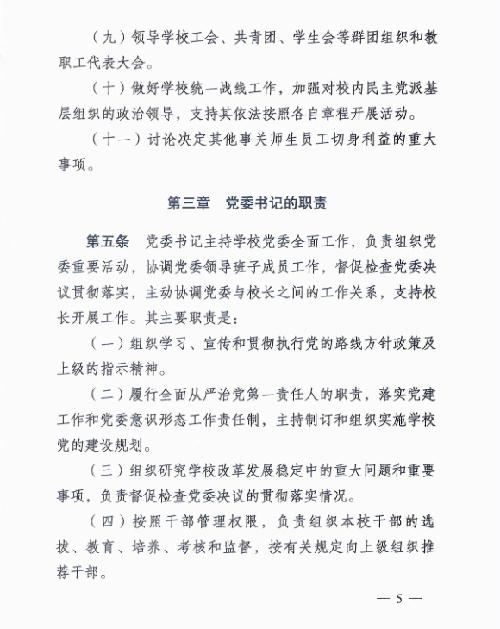 （九）领导学校工会、共青团、学生会等群团组织和教
职工代表大会。
（十）做好学校统一战线工作，加强对校内民主党派基
层组织的政治领导，支持其依法按照各自章程开展活动。
（十一）讨论决定其他事关师生员工切身利益的重大
事项。
第三章 党委书记的职责
第五条 党委书记主持学校党委全面工作，负责组织党
委重要活动，协调党委领导班子成员工作，督促检查党委决
议贯彻落实，主动协调党委与校长之间的工作关系，支持校
长开展工作。其主要职责是：
（一）组织学习、宣传和贯彻执行党的路线方针政策及
上级的指示精神。
（二）履行全面从严治党第一责任人的职责，落实党建
工作和党委意识形态工作责任制，主持制订和组织实施学校
党的建设规划。
（三）组织研究学校改革发展稳定中的重大问题和重要
事项，负责督促检查党委决议的贯彻落实情况。
（四）按照干部管理权限，负责组织本校干部的选
拔、教育、培养、考核和监督，按有关规定向上级组织推
荐干部。
— 5 —